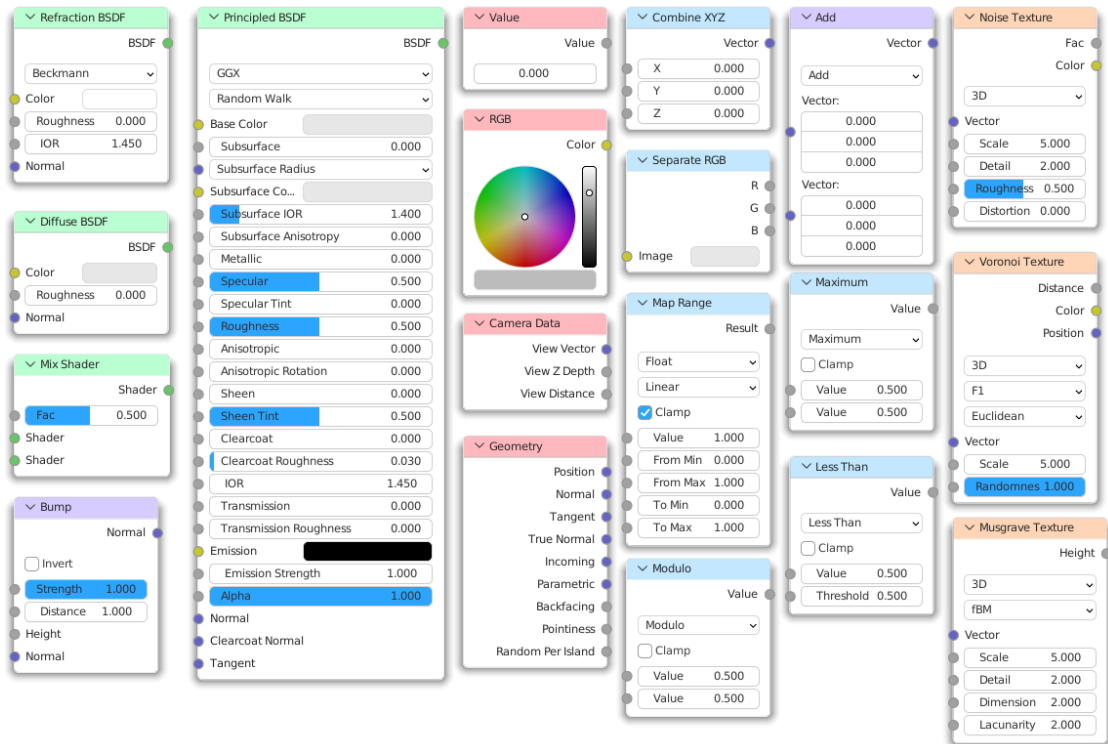 Refraction BSDF
BSDF
Beckmann
Color
Roughness 0.000
IOR 1.450
Normal
Diffuse BSDF
BSDF
Color
Roughness 0.000
Normal
Mix Shader
Shader
Fac 0.500
Shader
Shader
Bump
Normal
Invert
Strength 1.000
Distance 1.000
Height
Normal
Principled BSDF
BSDF
GGX
Random Walk
Base Color
Subsurface 0.000
Subsurface Radius
Subsurface Co...
Subsurface IOR 1.400
Subsurface Anisotropy 0.000
Metallic 0.000
Specular 0.500
Specular Tint 0.000
Roughness 0.500
Anisotropic 0.000
Anisotropic Rotation 0.000
Sheen 0.000
Sheen Tint 0.500
Clearcoat 0.000
Clearcoat Roughness 0.030
IOR 1.450
Transmission 0.000
Transmission Roughness 0.000
Emission
Emission Strength 1.000
Alpha 1.000
Normal
Clearcoat Normal
Tangent
Value
Value
0.000
RGB
Color
Camera Data
View Vector
View Z Depth
View Distance
Geometry
Position
Normal
Tangent
True Normal
Incoming
Parametric
Backfacing
Pointiness
Random Per Island
Combine XYZ
Vector
X 0.000
Y 0.000
Z 0.000
Separate RGB
R
G
B
Image
Map Range
Result
Float
Linear
Clamp
Value 1.000
From Min 0.000
From Max 1.000
To Min 0.000
To Max 1.000
Modulo
Value
Modulo
Clamp
Value 0.500
Value 0.500
Add
Vector
Add
Vector:
0.000
0.000
0.000
Vector:
0.000
0.000
0.000
Maximum
Value
Maximum
Clamp
Value 0.500
Value 0.500
Less Than
Value
Less Than
Clamp
Value 0.500
Threshold 0.500
Noise Texture
Fac
Color
3D
Vector
Scale 5.000
Detail 2.000
Roughness 0.500
Distortion 0.000
Voronoi Texture
Distance
Color
Position
3D
F1
Euclidean
Vector
Scale 5.000
Randomnes 1.000
Musgrave Texture
Height
3D
fBM
Vector
Scale 5.000
Detail 2.000
Dimension 2.000
Lacunarity 2.000